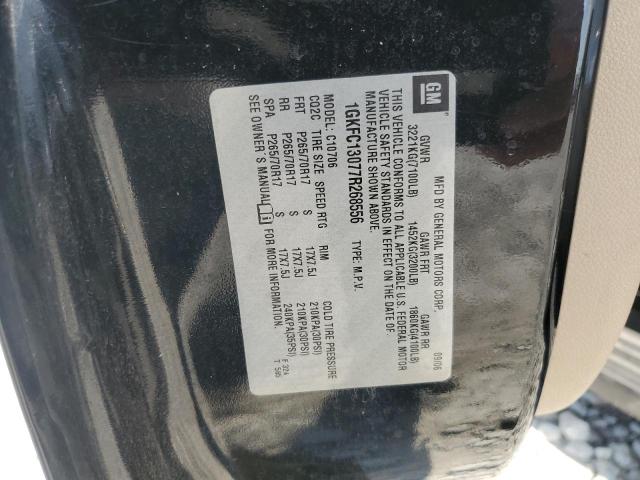 GM
MFD BY GENERAL MOTORS CORP. 09/06
GVWR GAWR FRT GAWR RR
3221KG(7100LB) 1452KG(3200LB) 1860KG(4100LB)
THIS VEHICLE CONFORMS TO ALL APPLICABLE U.S. FEDERAL MOTOR
VEHICLE SAFETY STANDARDS IN EFFECT ON THE DATE OF
MANUFACTURE SHOWN ABOVE.
1GKFC13077R268556 TYPE: M.P.V.
MODEL: C10706
CQ2C TIRE SIZE SPEED RTG RIM COLD TIRE PRESSURE
FRT P265/70R17 S 17X7.5J 210KPA(30PSI)
RR P265/70R17 S 17X7.5J 210KPA(30PSI)
SPA P265/70R17 S 17X7.5J 240KPA(35PSI)
SEE OWNER'S MANUAL FOR MORE INFORMATION.
F 32A
T 585